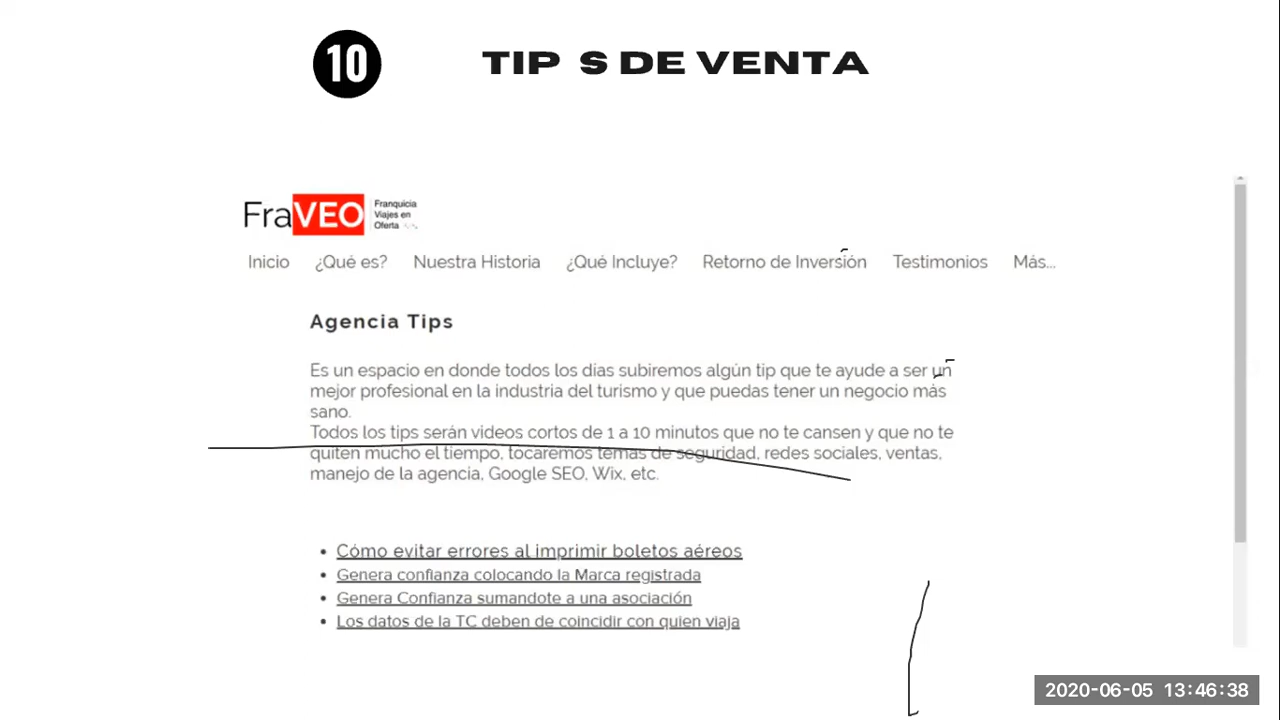 10 TIP S DE VENTA
FraVEO Franquicia
Viajes en
Oferta
Inicio ¿Qué es? Nuestra Historia ¿Qué Incluye? Retorno de Inversión Testimonios Más...
Agencia Tips
Es un espacio en donde todos los días subiremos algún tip que te ayude a ser un
mejor profesional en la industria del turismo y que puedas tener un negocio más
sano.
Todos los tips serán videos cortos de 1 a 10 minutos que no te cansen y que no te
quiten mucho el tiempo, tocaremos temas de seguridad, redes sociales, ventas,
manejo de la agencia, Google SEO, Wix, etc.
• Cómo evitar errores al imprimir boletos aéreos
• Genera confianza colocando la Marca registrada
• Genera Confianza sumandote a una asociación
• Los datos de la TC deben de coincidir con quien viaja
2020-06-05 13:46:38